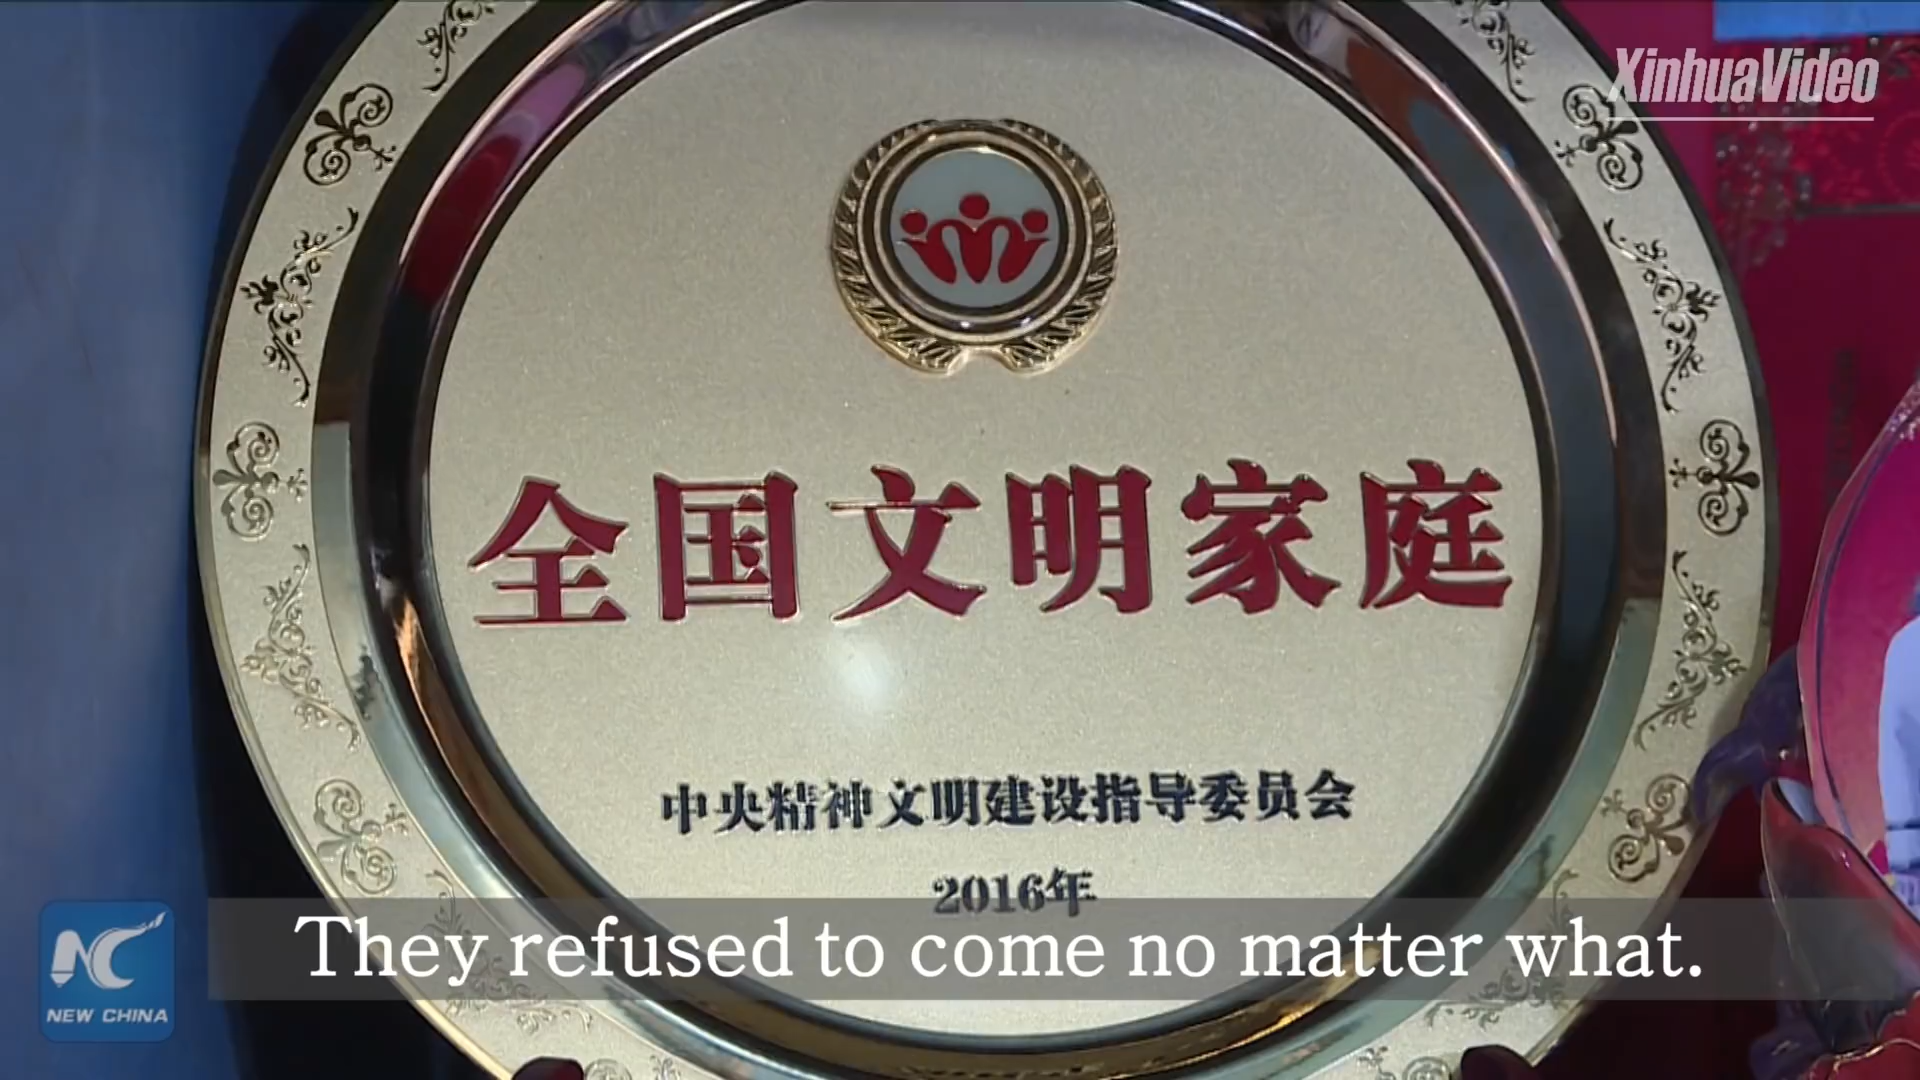 XinhuaVideo
全国文明家庭
中央精神文明建设指导委员会
2016年
They refused to come no matter what.
NC
NEW CHINA